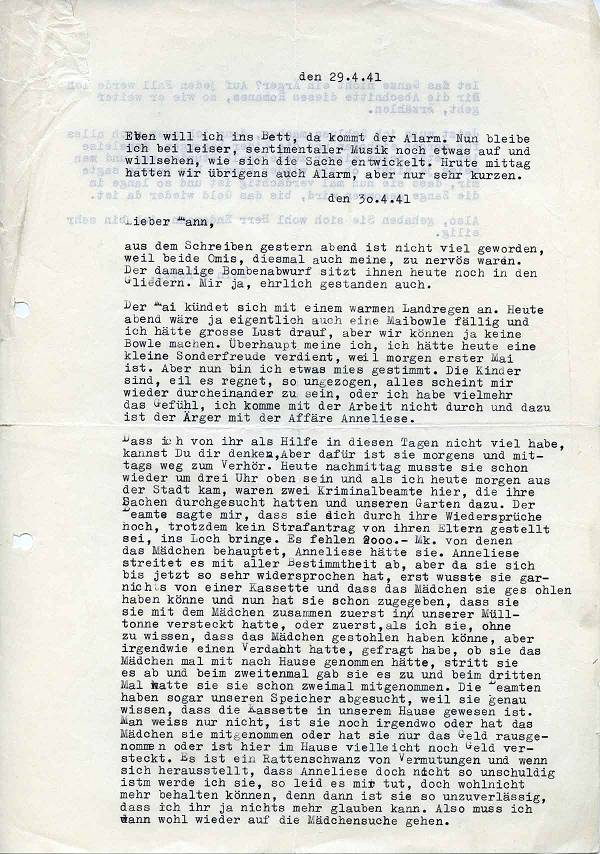 den 29.4.41
Eben will ich ins Bett, da kommt der Alarm. Nun bleibe
ich bei leiser, sentimentaler Musik noch etwas auf und
willsehen, wie sich die Sache entwickelt. Hrute mittag
hatten wir übrigens auch Alarm, aber nur sehr kurzen.
den 30.4.41
Lieber Mann,
aus dem Schreiben gestern abend ist nicht viel geworden,
weil beide Omis, diesmal auch meine, zu nervös waren.
Der damalige Bombenabwurf sitzt ihnen heute noch in den
Gliedern. Mir ja, ehrlich gestanden auch.
Der Mai kündet sich mit einem warmen Landregen an. Heute
abend wäre ja eigentlich auch eine Maibowle fällig und
ich hätte grosse Lust drauf, aber wir können ja keine
Bowle machen. Überhaupt meine ich, ich hätte heute eine
kleine Sonderfreude verdient, weil morgen erster Mai
ist. Aber nun bin ich etwas mies gestimmt. Die Kinder
sind, eil es regnet, so ungezogen, alles scheint mir
wieder durcheinander zu sein, oder ich habe vielmehr
das Gefühl, ich komme mit der Arbeit nicht durch und dazu
ist der Ärger mit der Affäre Anneliese.
Dass ich von ihr als Hilfe in diesen Tagen nicht viel habe,
kannst Du dir denken,Aber dafür ist sie morgens und mit-
tags weg zum Verhör. Heute nachmittag musste sie schon
wieder um drei Uhr oben sein und als ich heute morgen aus
der Stadt kam, waren zwei Kriminalbeamte hier, die ihre
Sachen durchgesucht hatten und unseren Garten dazu. Der
Beamte sagte mir, dass sie sich durch ihre Wiedersprüche
noch, trotzdem kein Strafantrag von ihren Eltern gestellt
sei, ins Loch bringe. Es fehlen 2000.- Mk. von denen
das Mädchen behauptet, Anneliese hätte sie. Anneliese
streitet es mit aller Bestimmtheit ab, aber da sie sich
bis jetzt so sehr widersprochen hat, erst wusste sie gar-
nichts von einer Kassette und dass das Mädchen sie ges ohlen
haben könne und nun hat sie schon zugegeben, dass sie
sie mit dem Mädchen zusammen zuerst in unserer Müll-
tonne versteckt hatte, oder zuerst,als ich sie, ohne
zu wissen, dass das Mädchen gestohlen haben könne, aber
irgendwie einen Verdacht hatte, gefragt habe, ob sie das
Mädchen mal mit nach Hause genommen hätte, stritt sie
es ab und beim zweitenmal gab sie es zu und beim dritten
Mal hatte sie sie schon zweimal mitgenommen. Die Beamten
haben sogar unseren Speicher abgesucht, weil sie genau
wissen, dass die Kassette in unserem Hause gewesen ist.
Man weiss nur nicht, ist sie noch irgendwo oder hat das
Mädchen sie mitgenommen oder hat sie nur das Geld rausge-
nommen oder ist hier im Hause vielleicht noch Geld ver-
steckt. Es ist ein Rattenschwanz von Vermutungen und wenn
sich herausstellt, dass Anneliese doch nicht so unschuldig
istm werde ich sie, so leid es mir tut, doch wohlnicht
mehr behalten können, denn dann ist sie so unzuverlässig,
dass ich ihr ja nichts mehr glauben kann. Also muss ich
dann wohl wieder auf die Mädchensuche gehen.